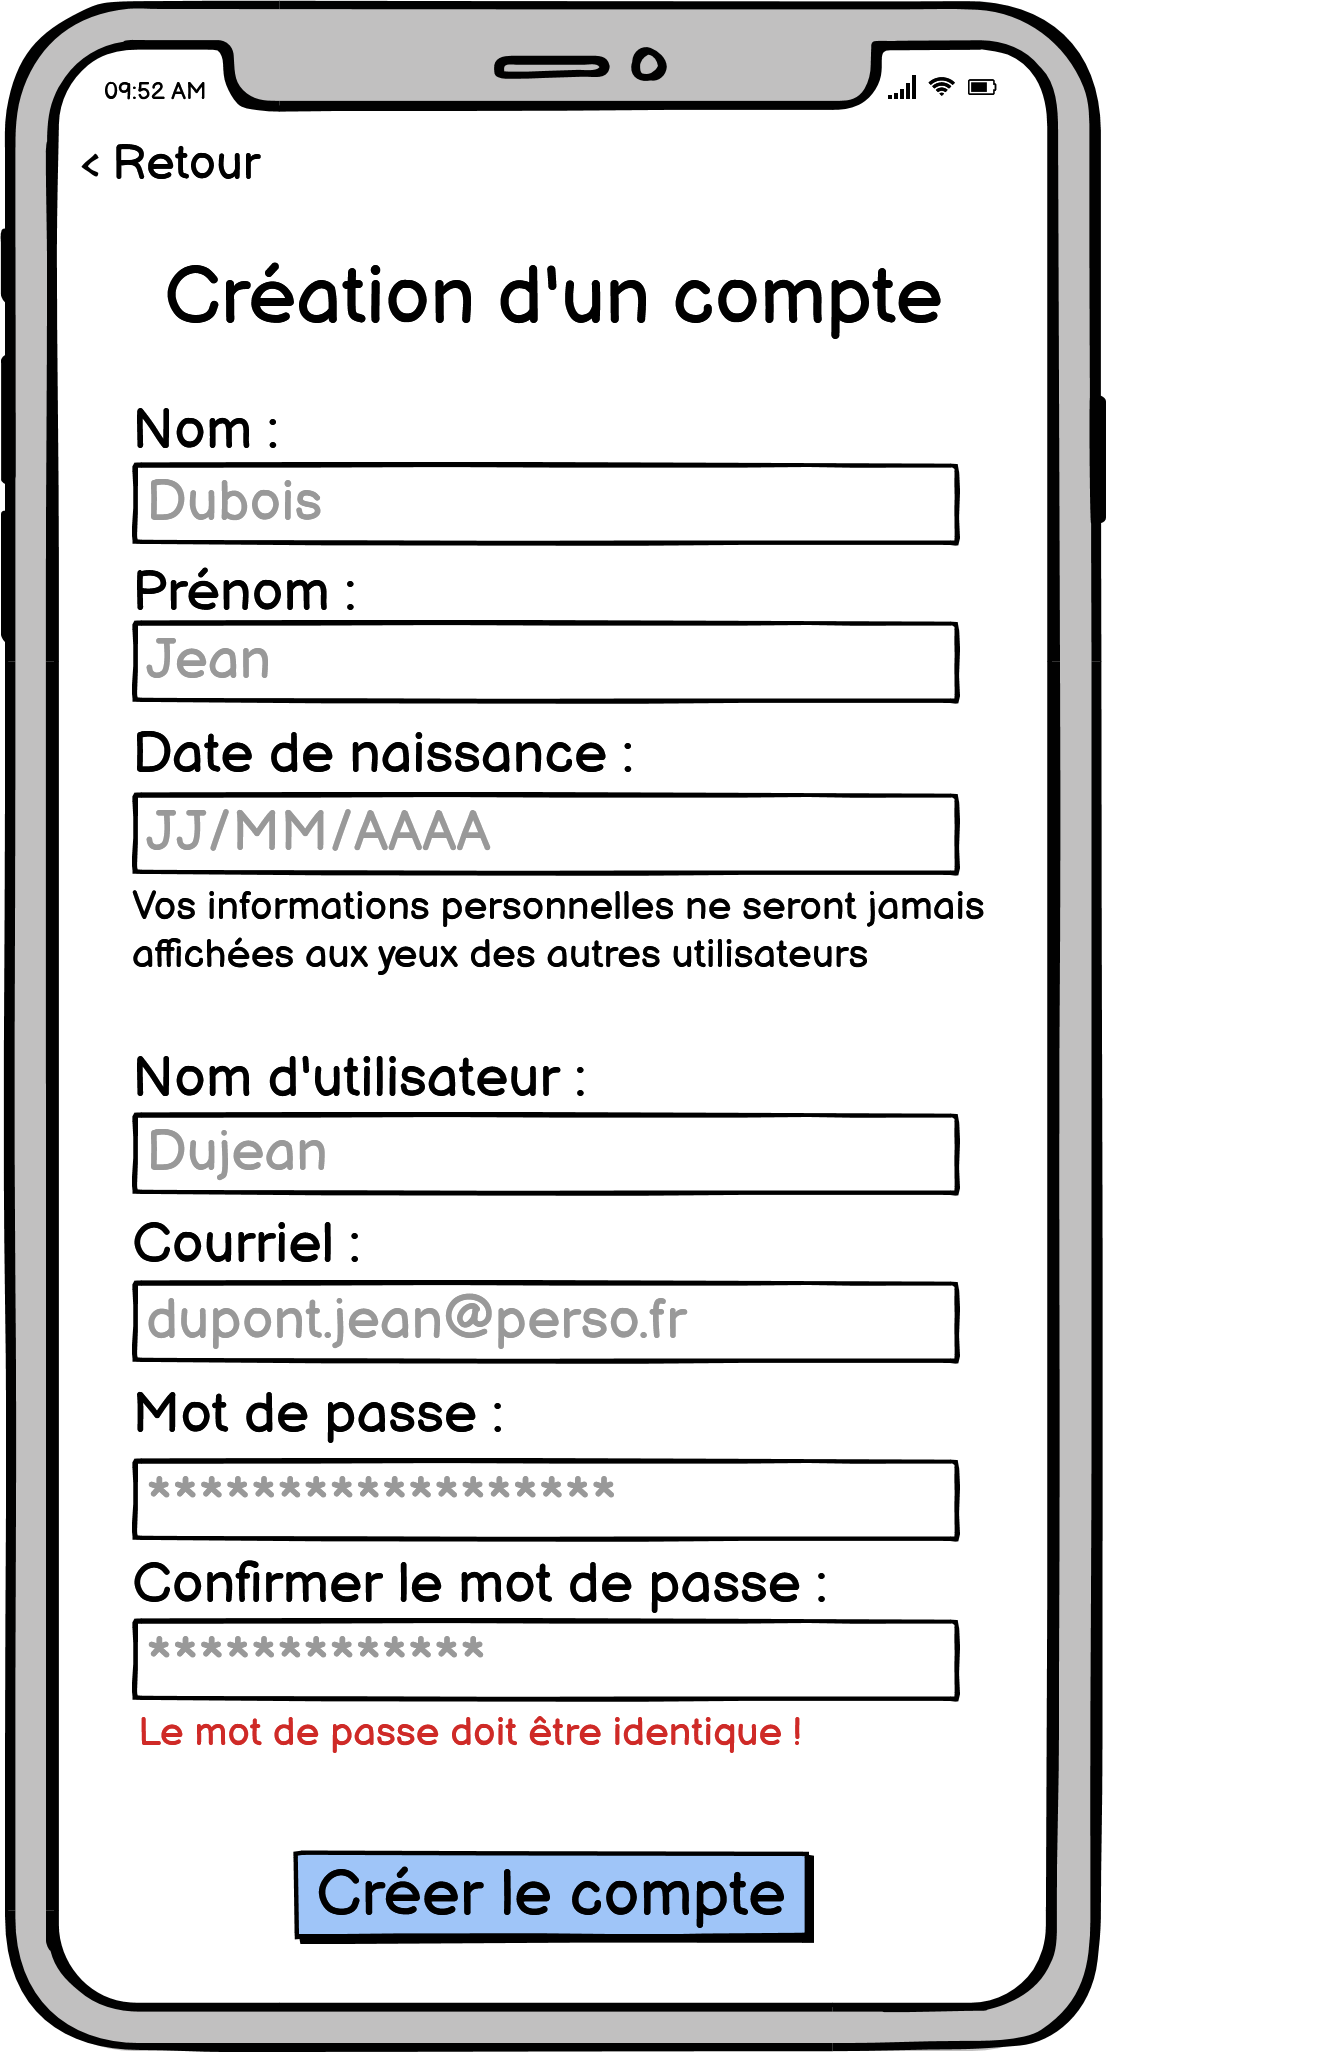 09:52 AM
< Retour
Création d'un compte
Nom :
Dubois
Prénom :
Jean
Date de naissance :
JJ/MM/AAAA
Vos informations personnelles ne seront jamais
affichées aux yeux des autres utilisateurs
Nom d'utilisateur :
Dujean
Courriel :
dupont.jean@perso.fr
Mot de passe :
******************
Confirmer le mot de passe :
*************
Le mot de passe doit être identique !
Créer le compte